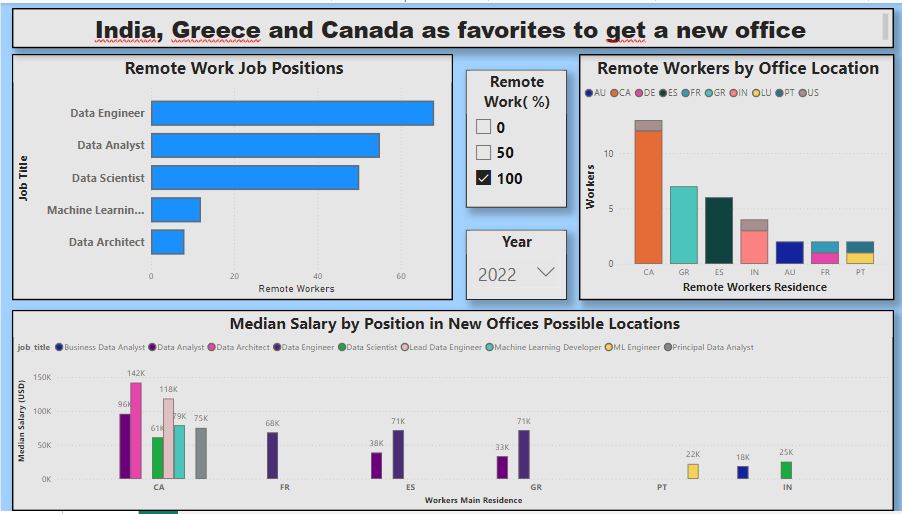 India, Greece and Canada as favorites to get a new office
Remote Work Job Positions
Job Title
Data Engineer
Data Analyst
Data Scientist
Machine Learnin...
Data Architect
0 20 40 60
Remote Workers
Remote
Work( %)
0
50
100
Year
2022
Remote Workers by Office Location
AU CA DE ES FR GR IN LU PT US
Workers
10
5
0
CA GR ES IN AU FR PT
Remote Workers Residence
Median Salary by Position in New Offices Possible Locations
job_title Business Data Analyst Data Analyst Data Architect Data Engineer Data Scientist Lead Data Engineer Machine Learning Developer ML Engineer Principal Data Analyst
Median Salary (USD)
150K
100K
50K
0K
96K 142K 61K 118K 79K 75K 68K 38K 71K 33K 71K 22K 18K 25K
CA FR ES GR PT IN
Workers Main Residence